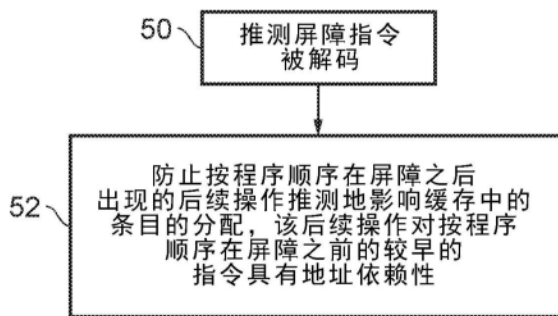 50
推测屏障指令
被解码
52
防止按程序顺序在屏障之后
出现的后续操作推测地影响缓存中的
条目的分配，该后续操作对按程序
顺序在屏障之前的较早的
指令具有地址依赖性